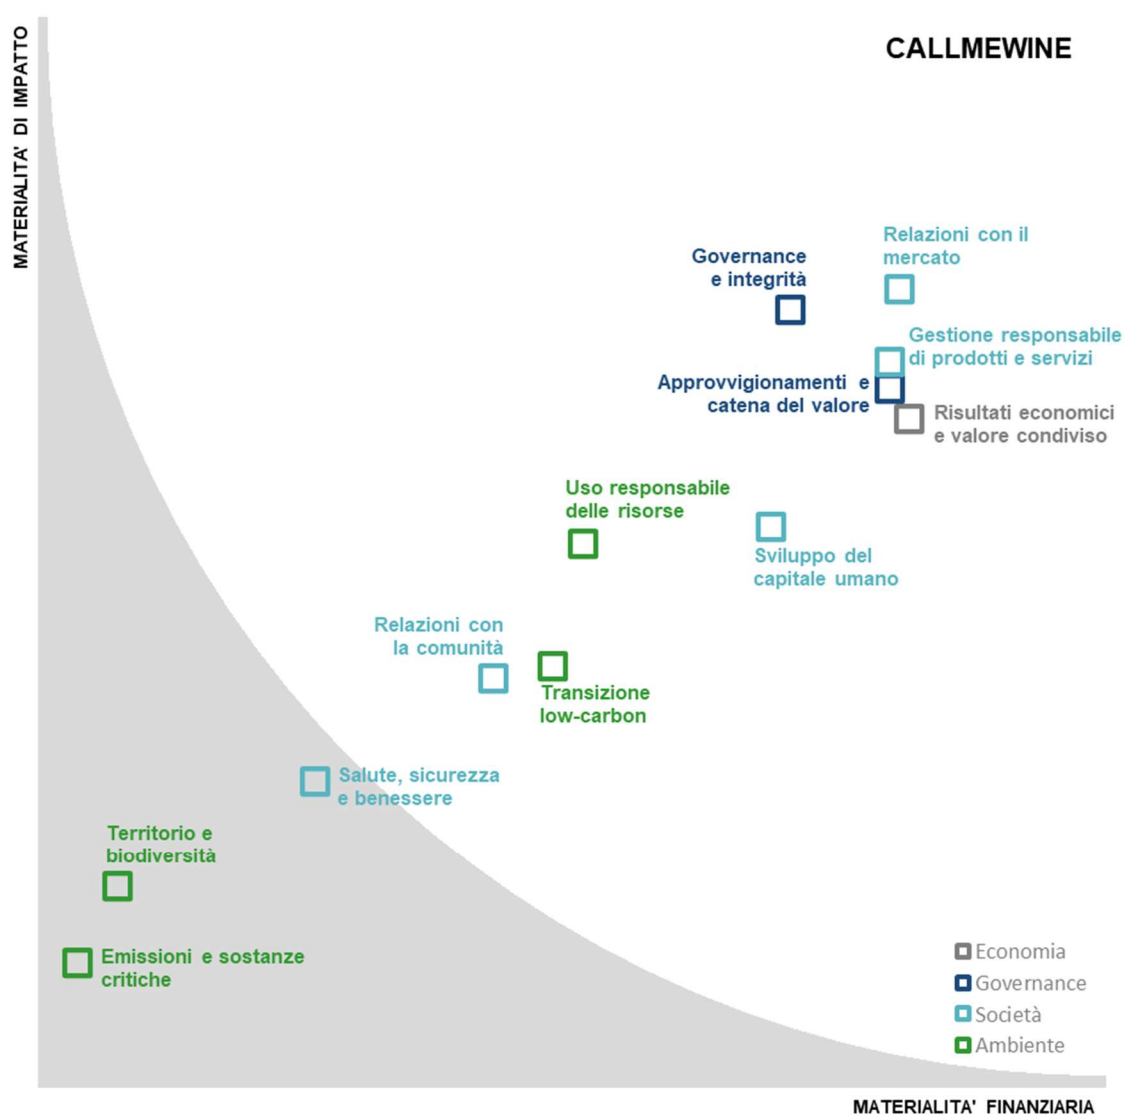 MATERIALITA' DI IMPATTO
CALLMEWINE
Relazioni con il
mercato
Governance
e integrità
Gestione responsabile
di prodotti e servizi
Approvvigionamenti e
catena del valore
Risultati economici
e valore condiviso
Uso responsabile
delle risorse
Sviluppo del
capitale umano
Relazioni con
la comunità
Transizione
low-carbon
Salute, sicurezza
e benessere
Territorio e
biodiversità
Emissioni e sostanze
critiche
Economia
Governance
Società
Ambiente
MATERIALITA' FINANZIARIA